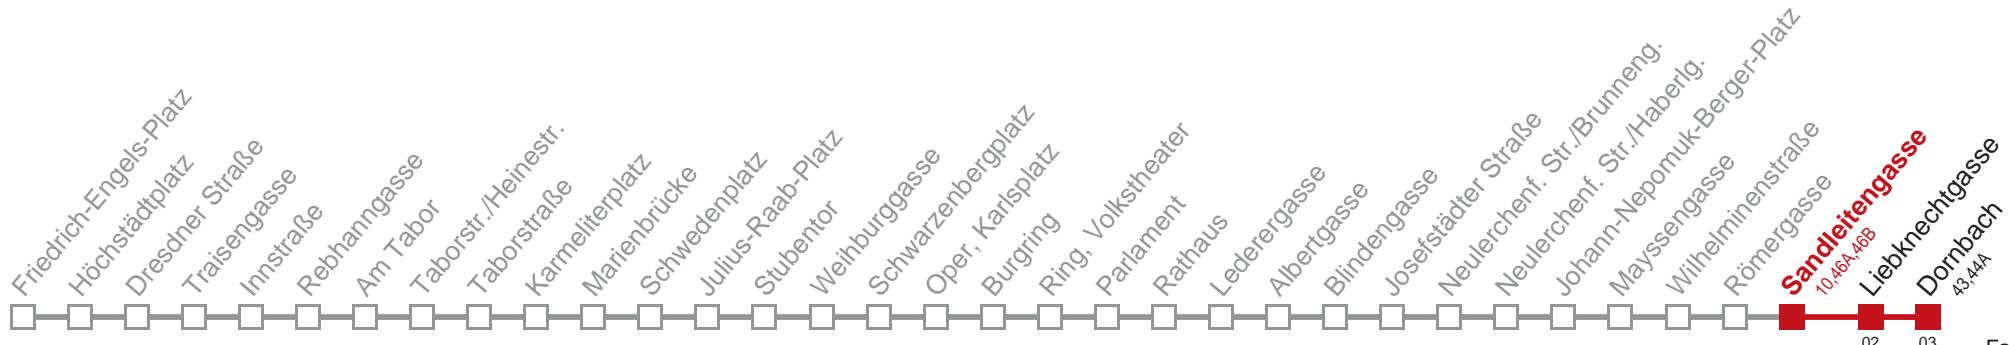 Friedrich-Engels-Platz
Höchstädtplatz
Dresdner Straße
Traisengasse
Innstraße
Rebhanngasse
Am Tabor
Taborstr./Heinestr.
Taborstraße
Karmeliterplatz
Marienbrücke
Schwedenplatz
Julius-Raab-Platz
Stubentor
Weihburggasse
Schwarzenbergplatz
Oper, Karlsplatz
Burgring
Ring, Volkstheater
Parlament
Rathaus
Lederergasse
Albertgasse
Blindengasse
Josefstädter Straße
Neulerchenf. Str./Brunneng.
Neulerchenf. Str./Haberlg.
Johann-Nepomuk-Berger-Platz
Mayssengasse
Wilhelminenstraße
Römergasse
Sandleitengasse
10,46A,46B
Liebknechtgasse
Dornbach
43,44A
02
03